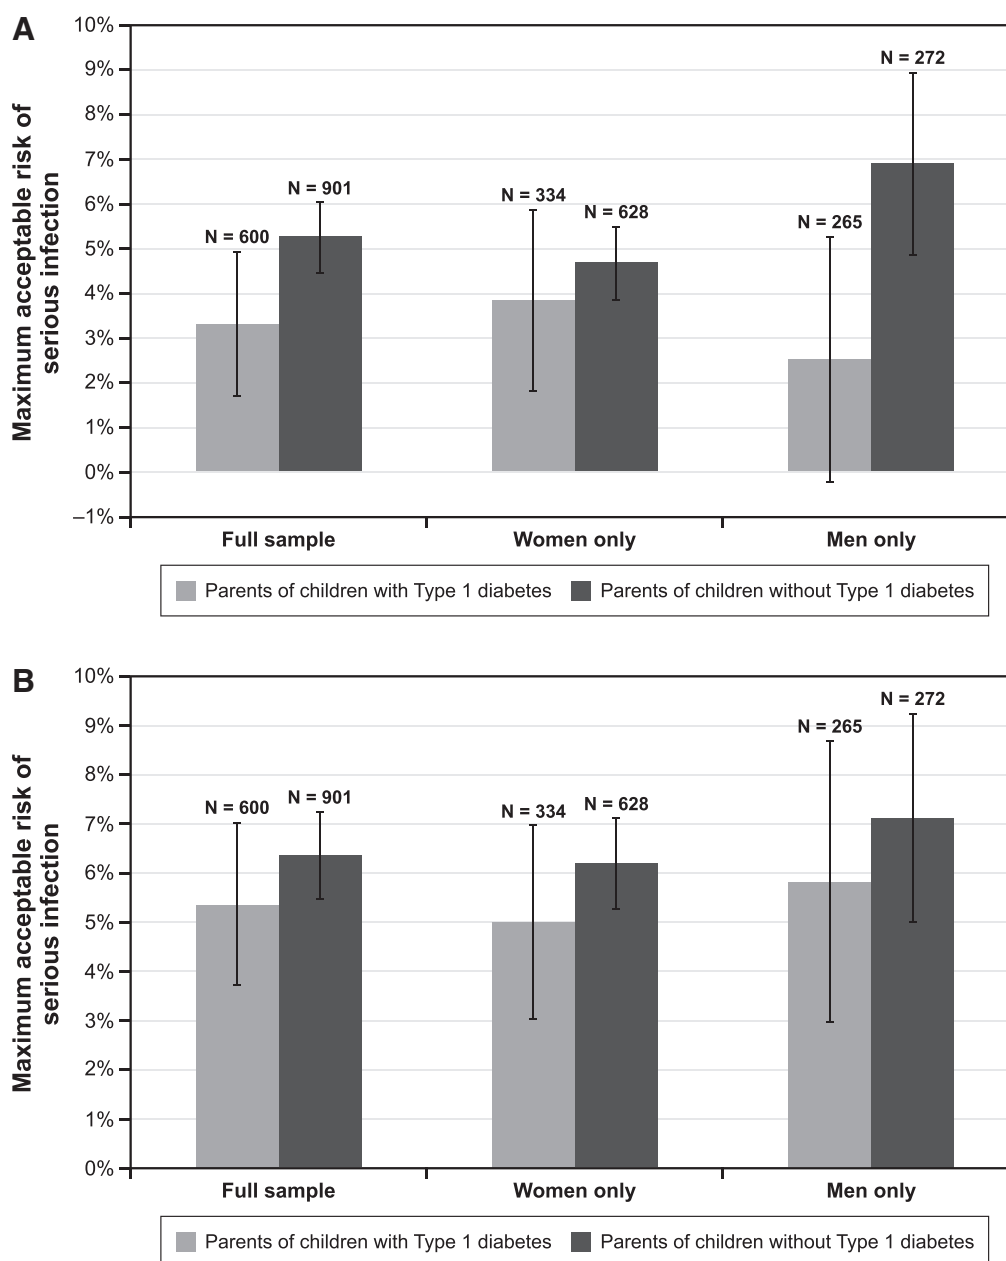 A
Maximum acceptable risk of
serious infection
10%
9%
8%
7%
6%
5%
4%
3%
2%
1%
0%
–1%
N = 600
N = 901
N = 334
N = 628
N = 265
N = 272
Full sample
Women only
Men only
Parents of children with Type 1 diabetes
Parents of children without Type 1 diabetes
B
Maximum acceptable risk of
serious infection
10%
9%
8%
7%
6%
5%
4%
3%
2%
1%
0%
N = 600
N = 901
N = 334
N = 628
N = 265
N = 272
Full sample
Women only
Men only
Parents of children with Type 1 diabetes
Parents of children without Type 1 diabetes